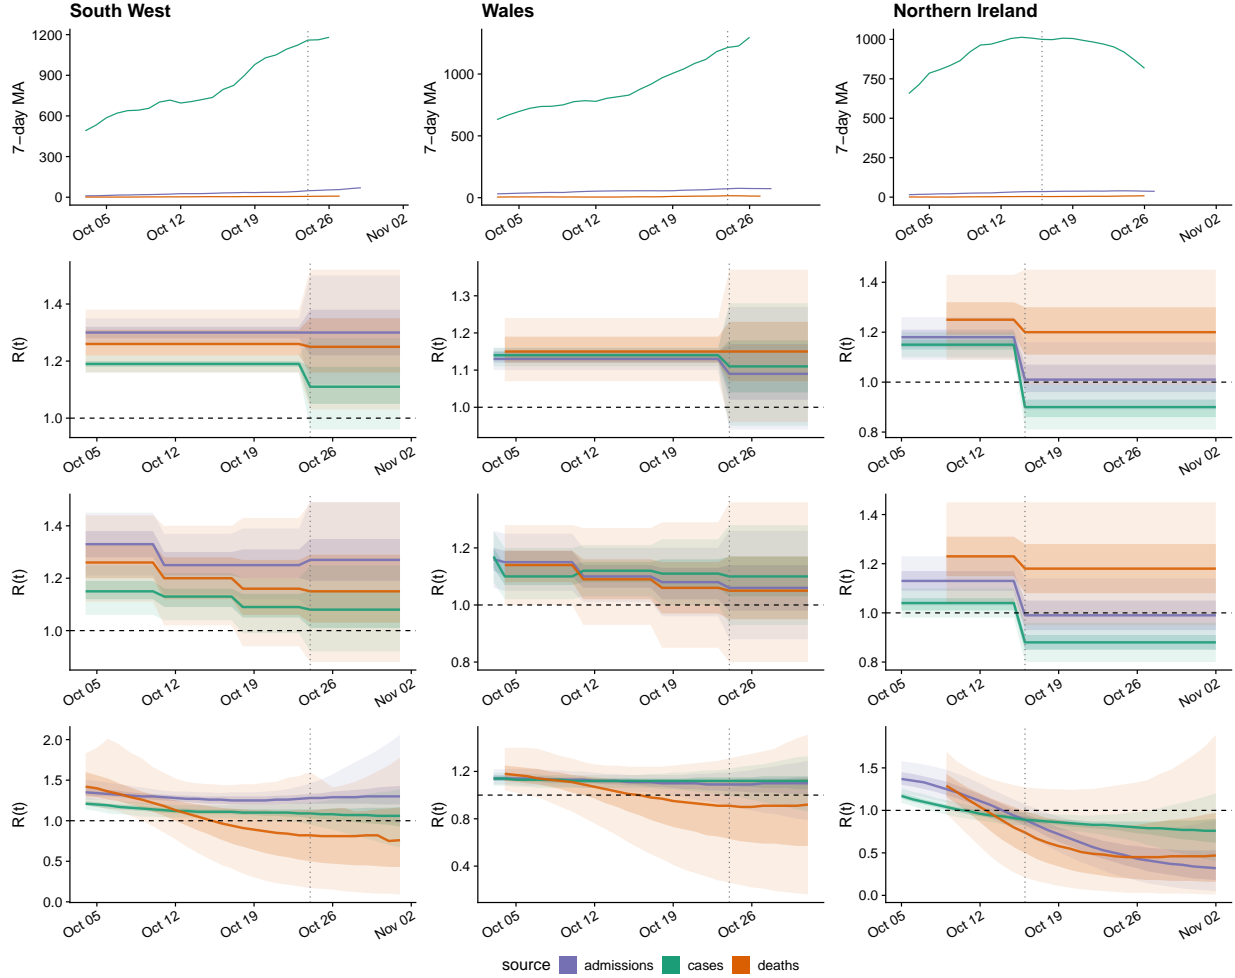 South West Wales Northern Ireland
7−day MA 1200 900 600 300 0 Oct 05 Oct 12 Oct 19 Oct 26 Nov 02
7−day MA 1000 500 0 Oct 05 Oct 12 Oct 19 Oct 26
7−day MA 1000 750 500 250 0 Oct 05 Oct 12 Oct 19 Oct 26 Nov 02
R(t) 1.4 1.2 1.0 Oct 05 Oct 12 Oct 19 Oct 26 Nov 02
R(t) 1.3 1.2 1.1 1.0 Oct 05 Oct 12 Oct 19 Oct 26
R(t) 1.4 1.2 1.0 0.8 Oct 05 Oct 12 Oct 19 Oct 26 Nov 02
R(t) 1.4 1.2 1.0 Oct 05 Oct 12 Oct 19 Oct 26 Nov 02
R(t) 1.2 1.0 0.8 Oct 05 Oct 12 Oct 19 Oct 26
R(t) 1.4 1.2 1.0 0.8 Oct 05 Oct 12 Oct 19 Oct 26 Nov 02
R(t) 2.0 1.5 1.0 0.5 0.0 Oct 05 Oct 12 Oct 19 Oct 26 Nov 02
R(t) 1.2 0.8 0.4 Oct 05 Oct 12 Oct 19 Oct 26
R(t) 1.5 1.0 0.5 0.0 Oct 05 Oct 12 Oct 19 Oct 26 Nov 02
source admissions cases deaths